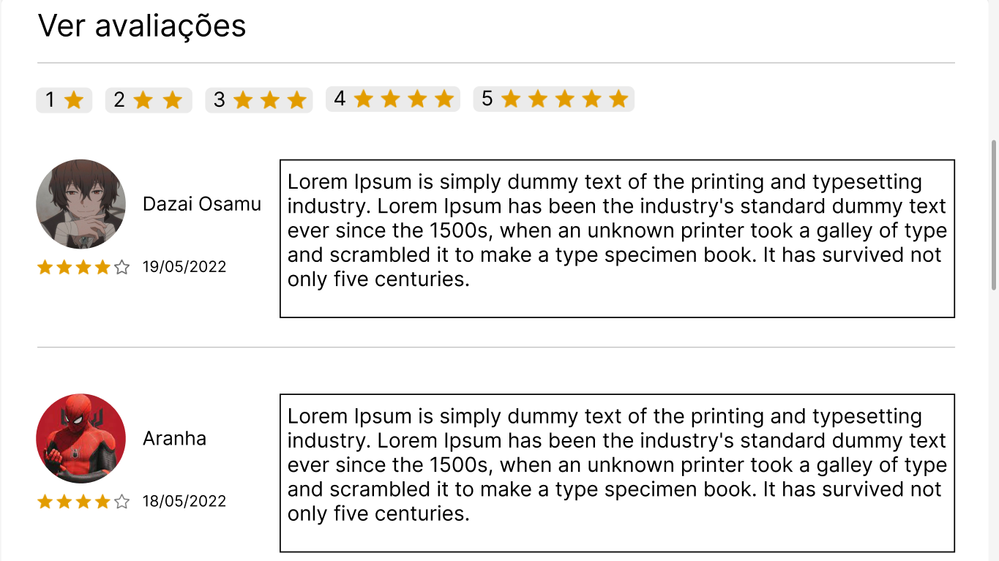 Ver avaliações
1 2 3 4 5
Lorem Ipsum is simply dummy text of the printing and typesetting
industry. Lorem Ipsum has been the industry's standard dummy text
ever since the 1500s, when an unknown printer took a galley of type
and scrambled it to make a type specimen book. It has survived not
only five centuries.
Dazai Osamu
19/05/2022
Lorem Ipsum is simply dummy text of the printing and typesetting
industry. Lorem Ipsum has been the industry's standard dummy text
ever since the 1500s, when an unknown printer took a galley of type
and scrambled it to make a type specimen book. It has survived not
only five centuries.
Aranha
18/05/2022